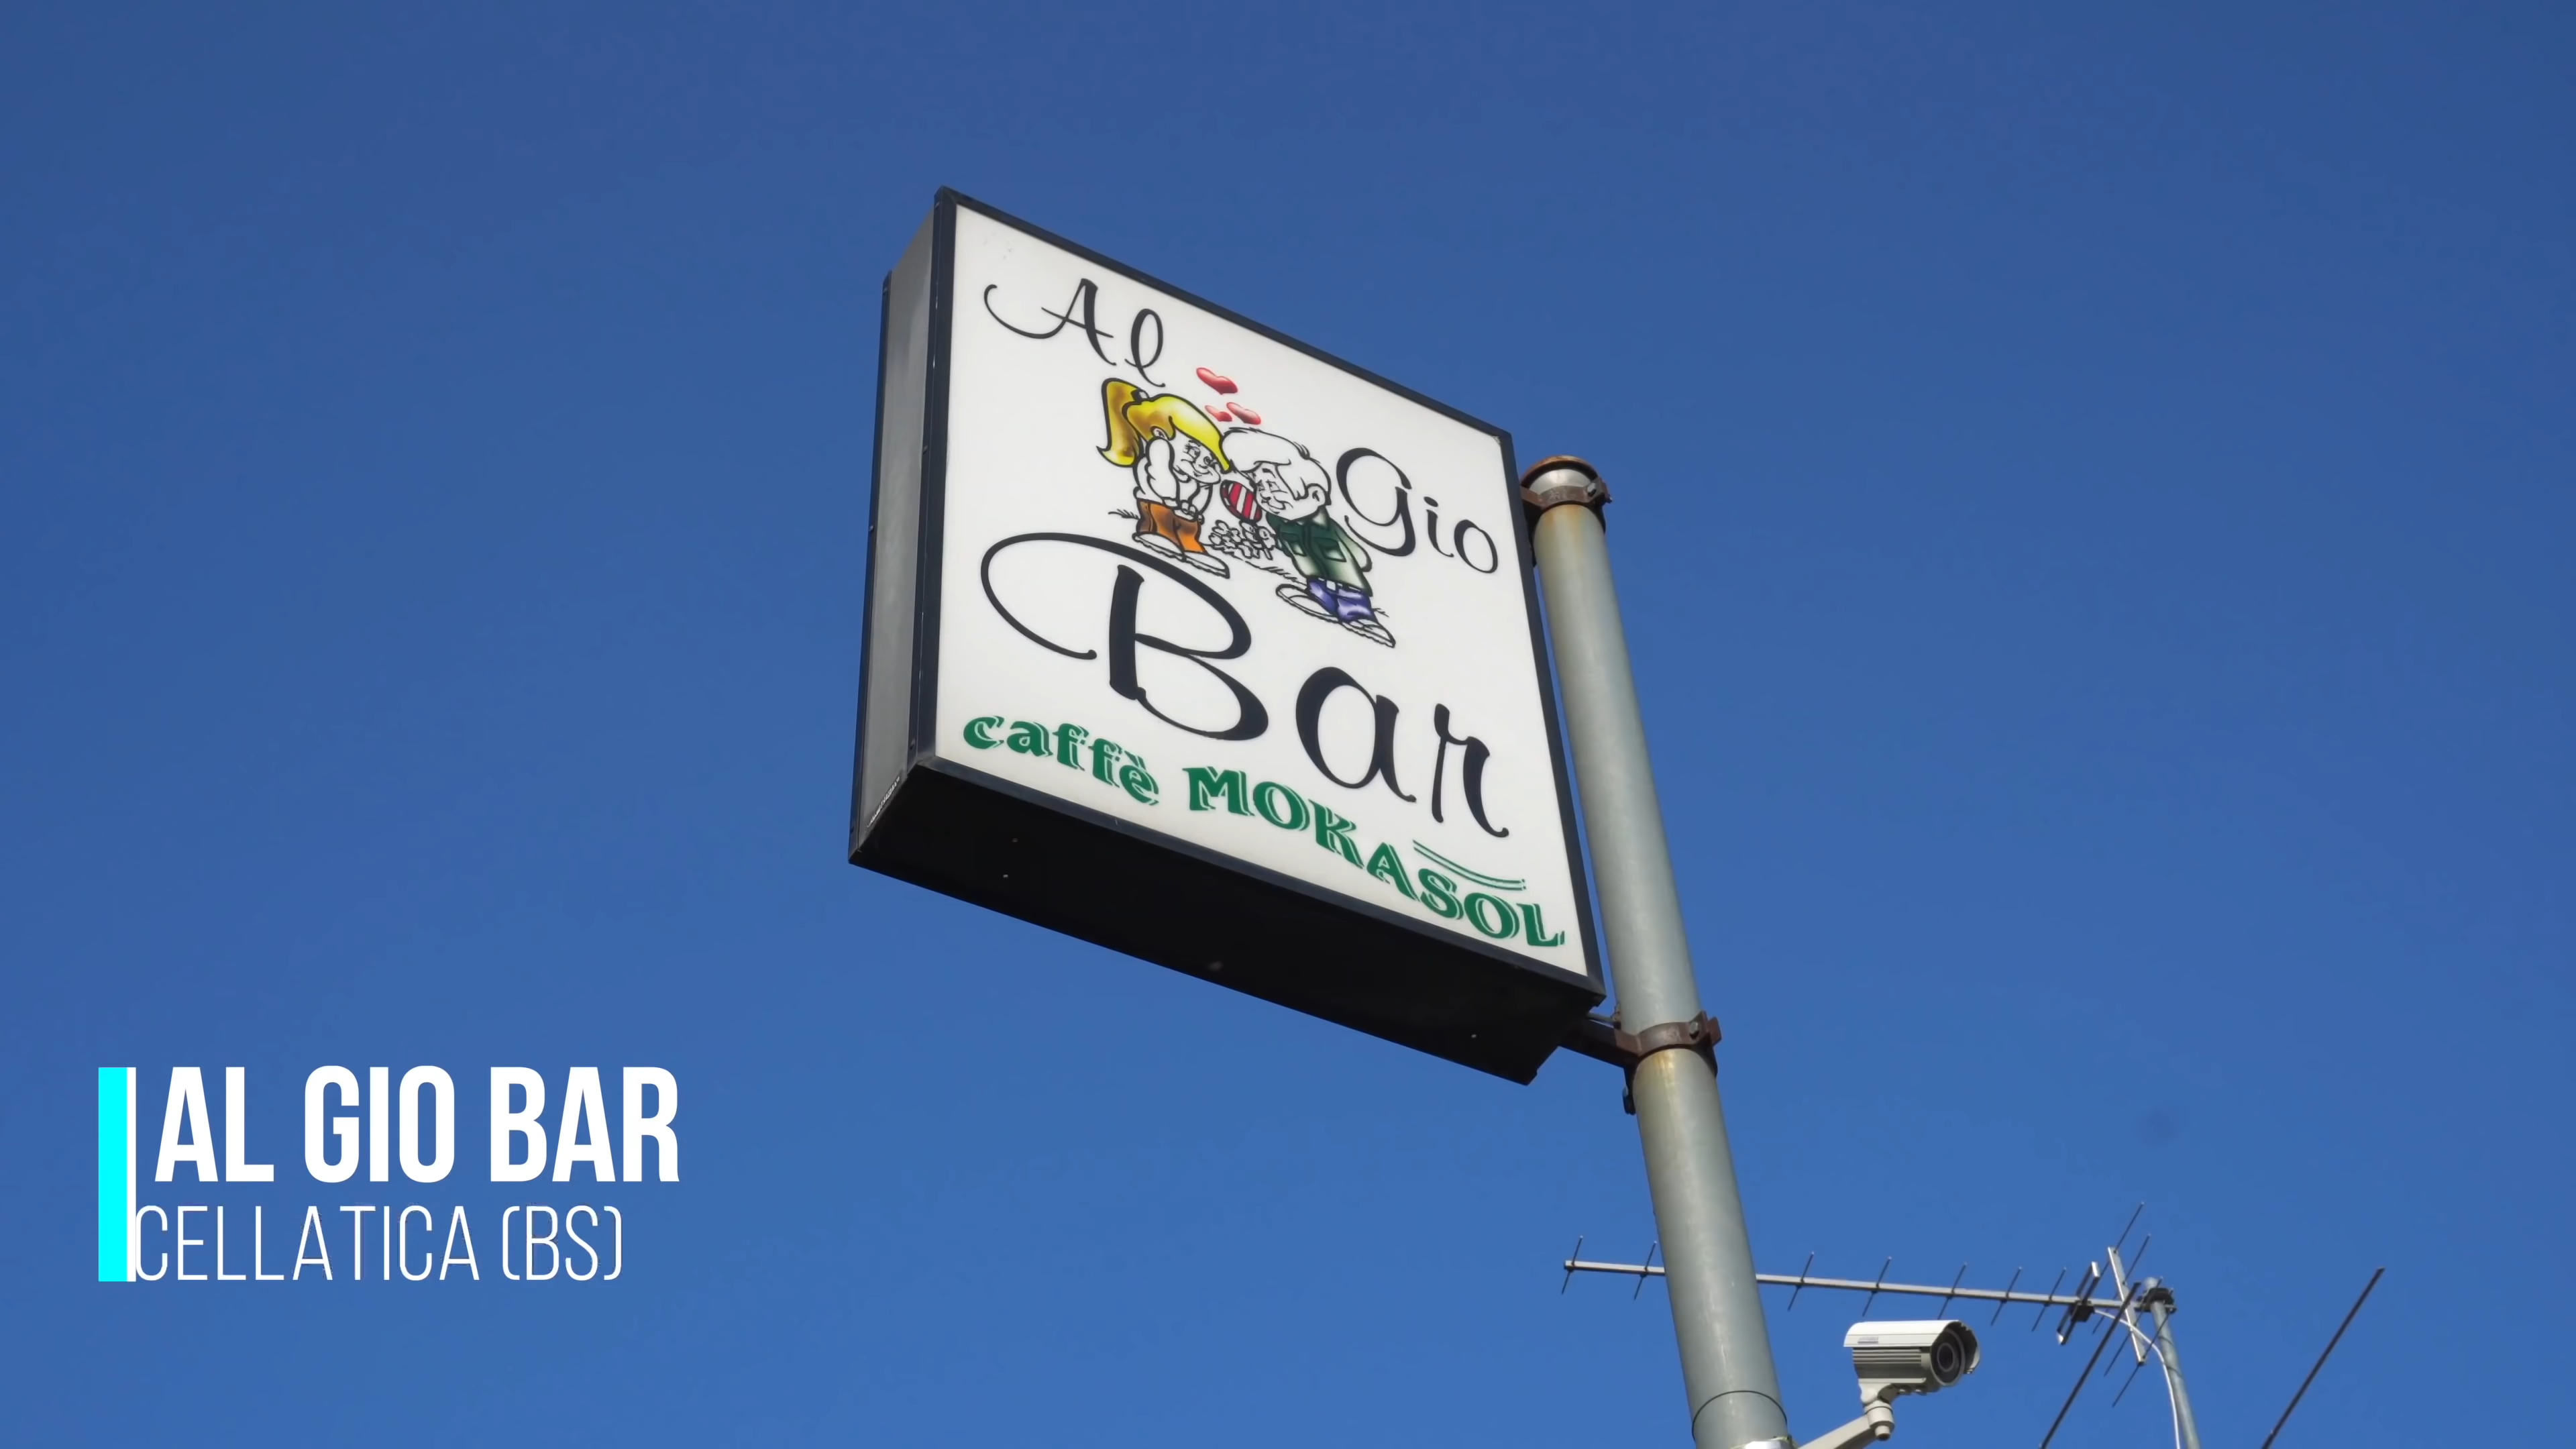 Al
Gio
Bar
caffè MOKASOL
AL GIO BAR
CELLATICA (BS)